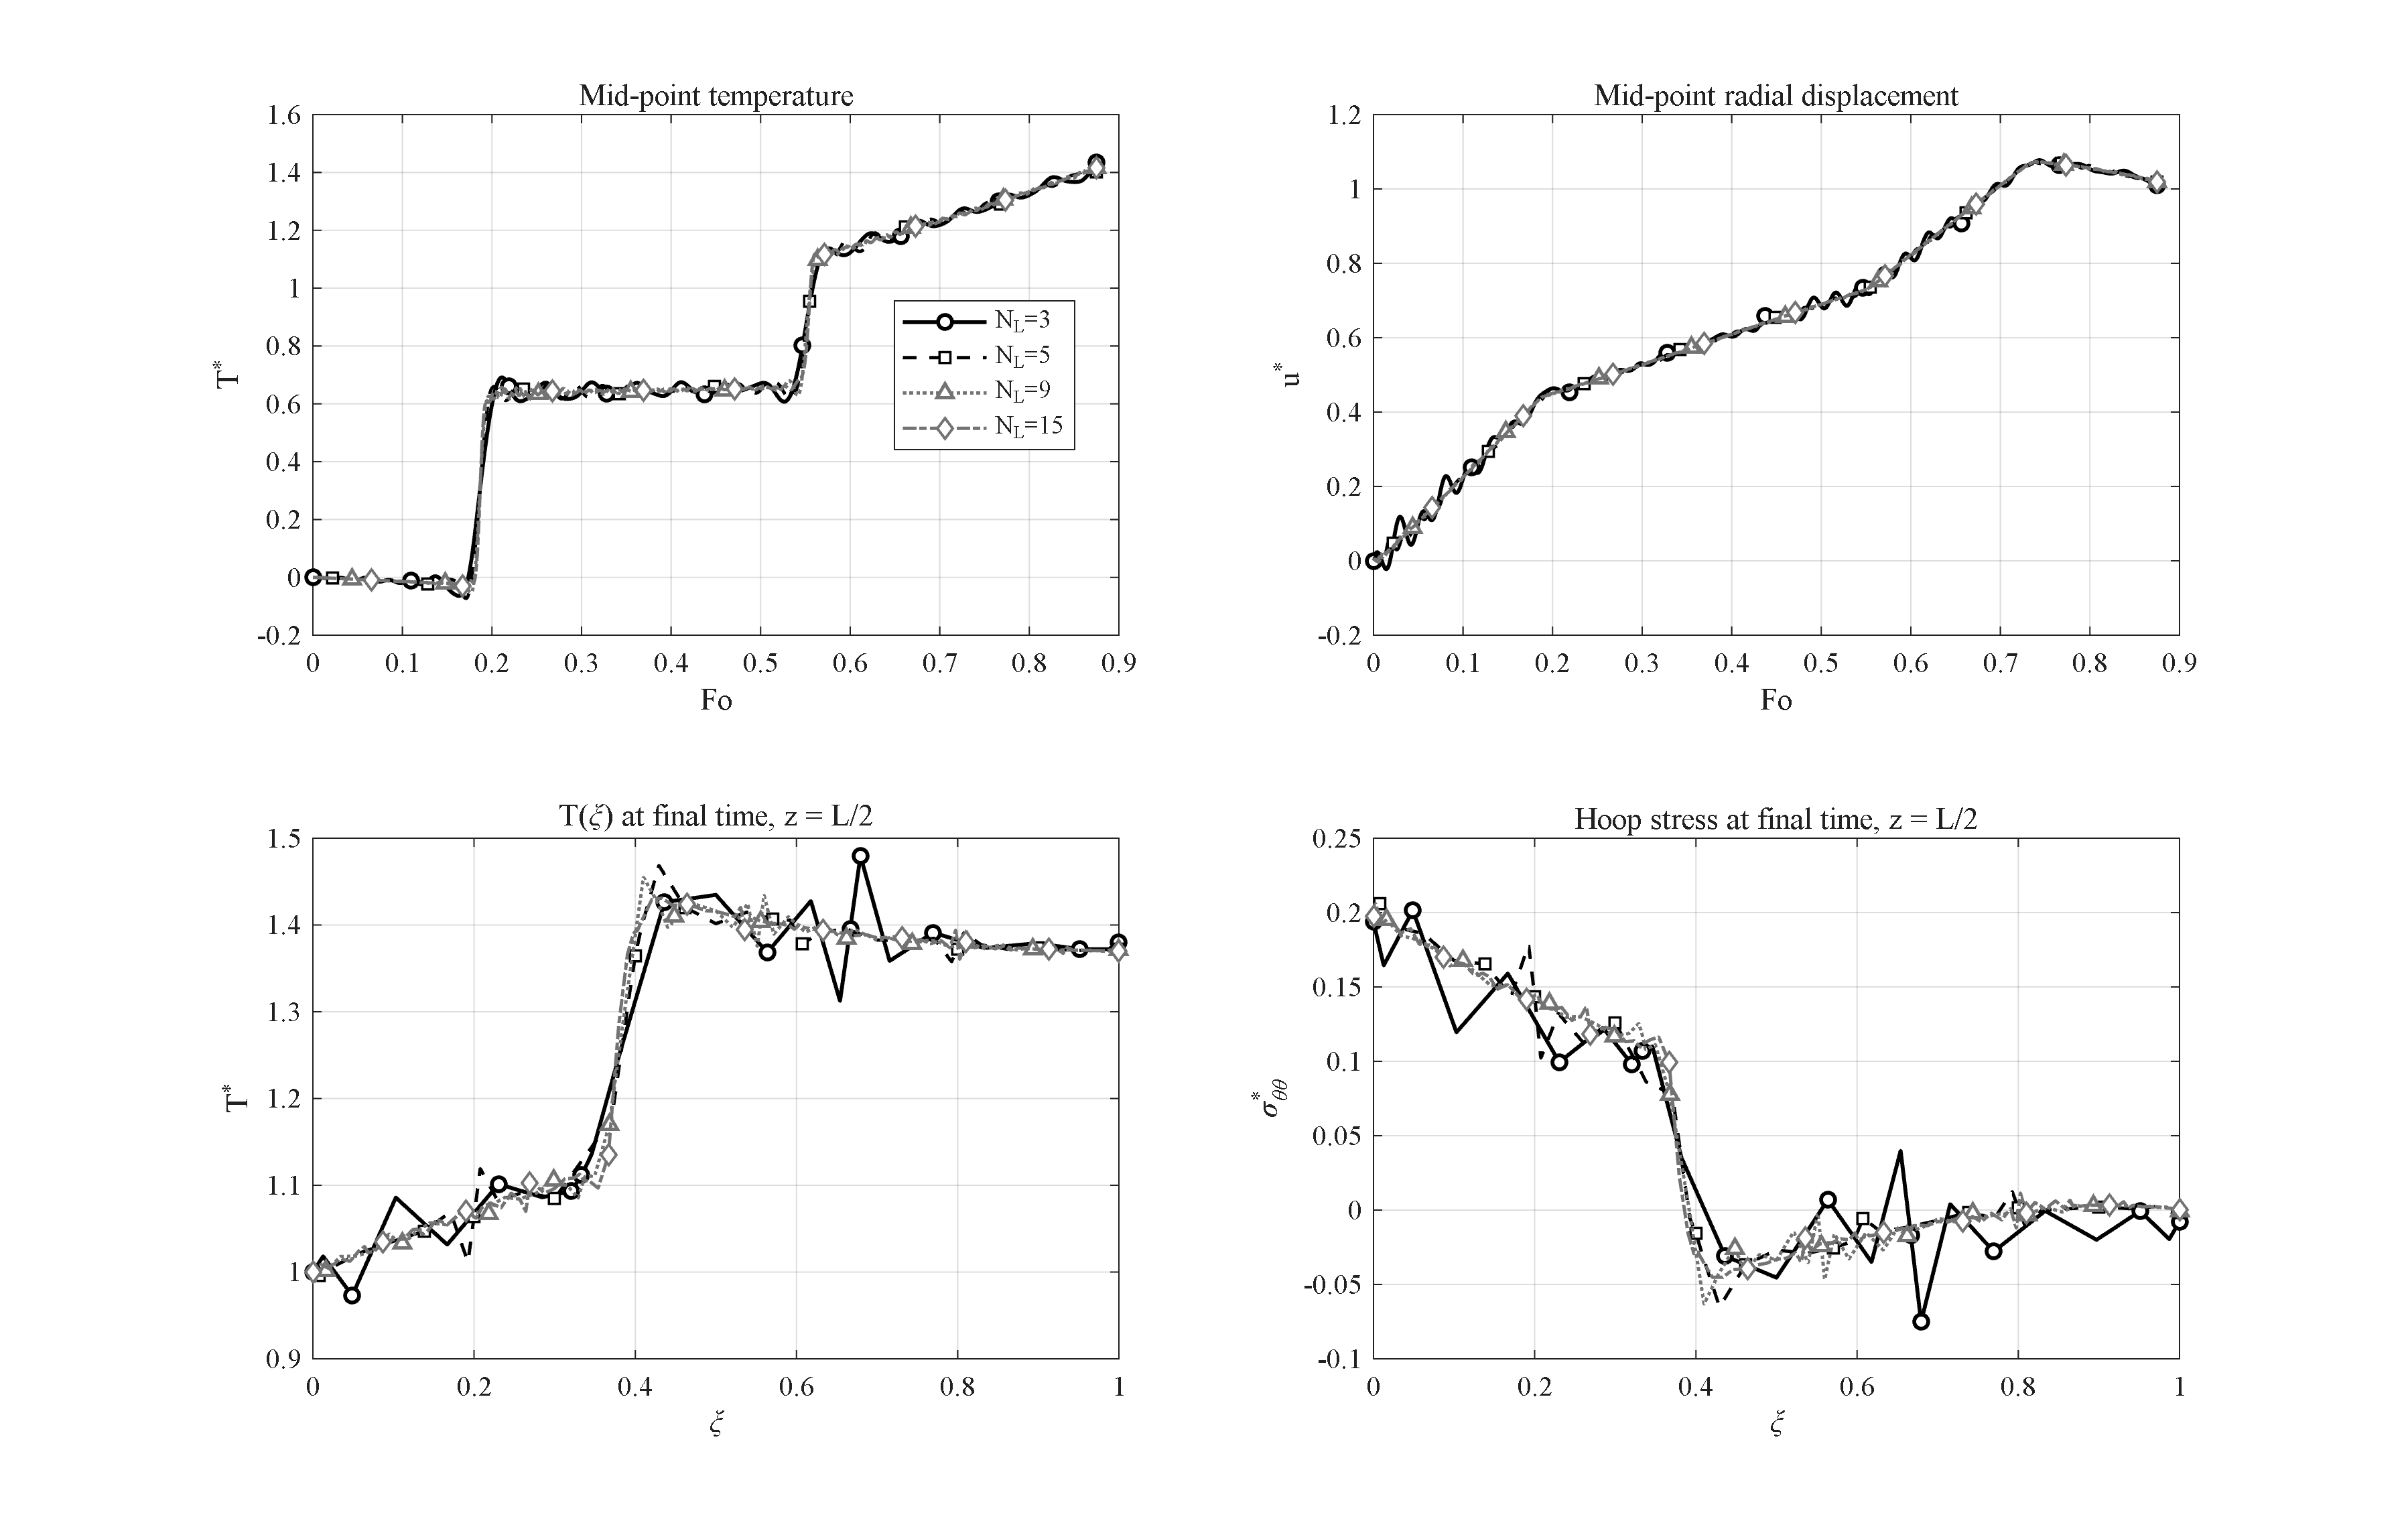 Mid-point temperature
1.6
1.4
1.2
1
0.8
0.6
0.4
0.2
0
-0.2
T*
0 0.1 0.2 0.3 0.4 0.5 0.6 0.7 0.8 0.9
Fo
N_L=3
N_L=5
N_L=9
N_L=15
Mid-point radial displacement
1.2
1
0.8
0.6
0.4
0.2
0
-0.2
u*
0 0.1 0.2 0.3 0.4 0.5 0.6 0.7 0.8 0.9
Fo
T(ξ) at final time, z = L/2
1.5
1.4
1.3
1.2
1.1
1
0.9
T*
0 0.2 0.4 0.6 0.8 1
ξ
Hoop stress at final time, z = L/2
0.25
0.2
0.15
0.1
0.05
0
-0.05
-0.1
σ*θθ
0 0.2 0.4 0.6 0.8 1
ξ